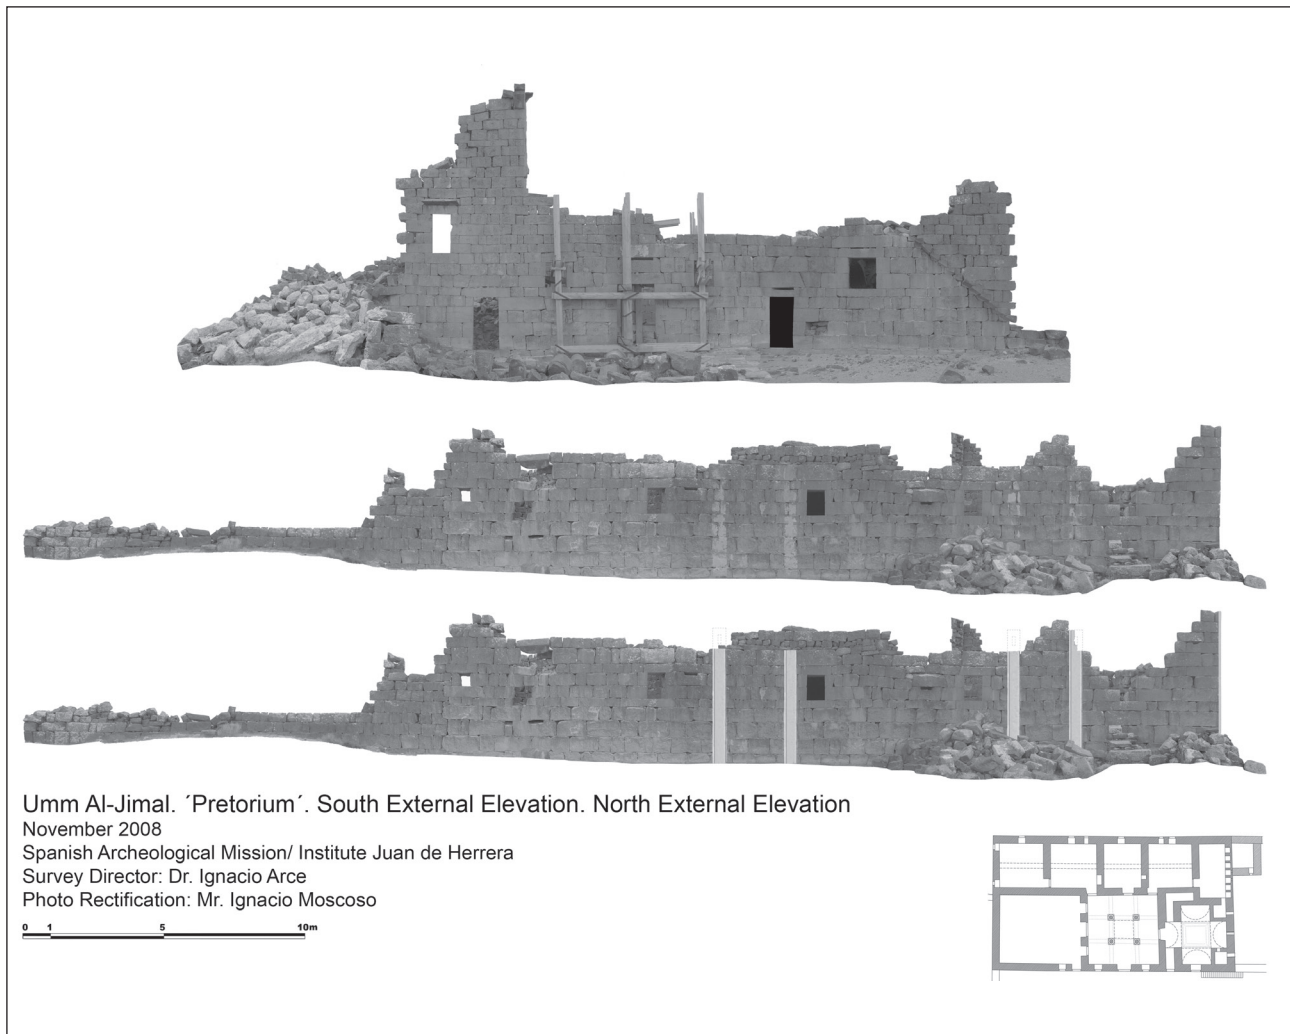 Umm Al-Jimal. ´Pretorium´. South External Elevation. North External Elevation
November 2008
Spanish Archeological Mission/ Institute Juan de Herrera
Survey Director: Dr. Ignacio Arce
Photo Rectification: Mr. Ignacio Moscoso
0 1 5 10m